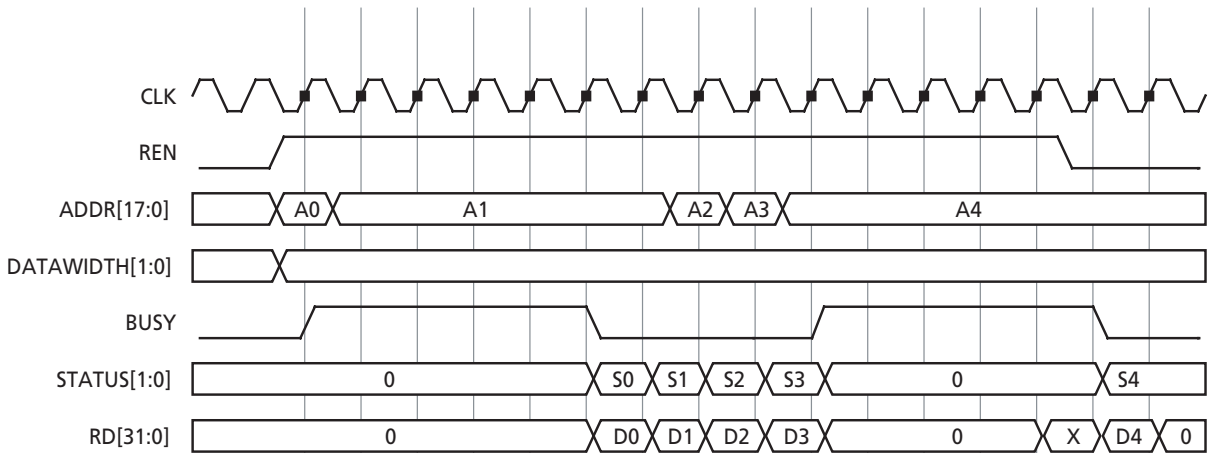 CLK
REN
ADDR[17:0] A0 A1 A2 A3 A4
DATAWIDTH[1:0]
BUSY
STATUS[1:0] 0 S0 S1 S2 S3 0 S4
RD[31:0] 0 D0 D1 D2 D3 0 X D4 0